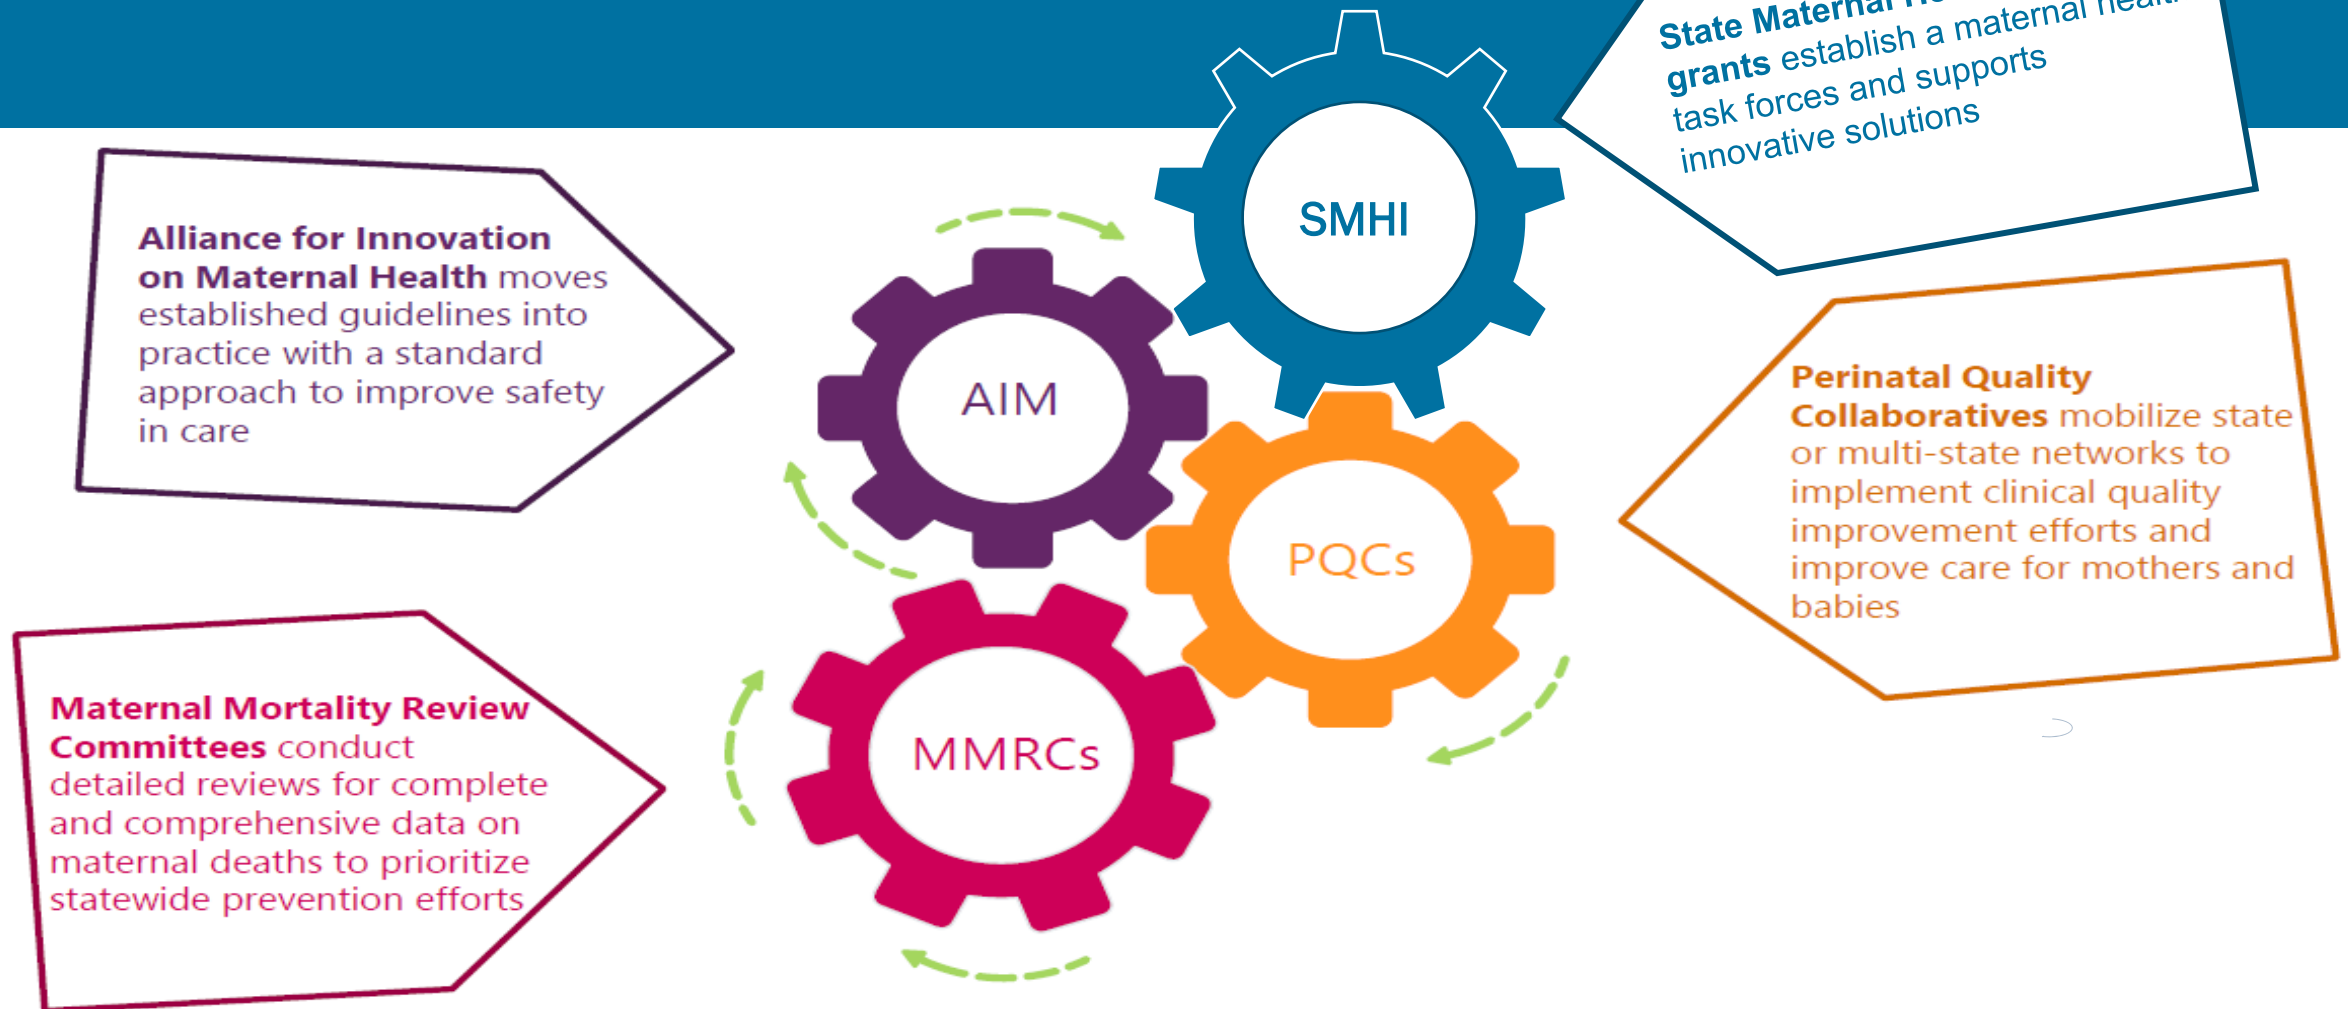 State Maternal
grants establish a maternal
task forces and supports
innovative solutions
SMHI
Alliance for Innovation
on Maternal Health moves
established guidelines into
practice with a standard
approach to improve safety
in care
AIM
Perinatal Quality
Collaboratives mobilize state
or multi-state networks to
implement clinical quality
improvement efforts and
improve care for mothers and
babies
PQCs
Maternal Mortality Review
Committees conduct
detailed reviews for complete
and comprehensive data on
maternal deaths to prioritize
statewide prevention efforts
MMRCs